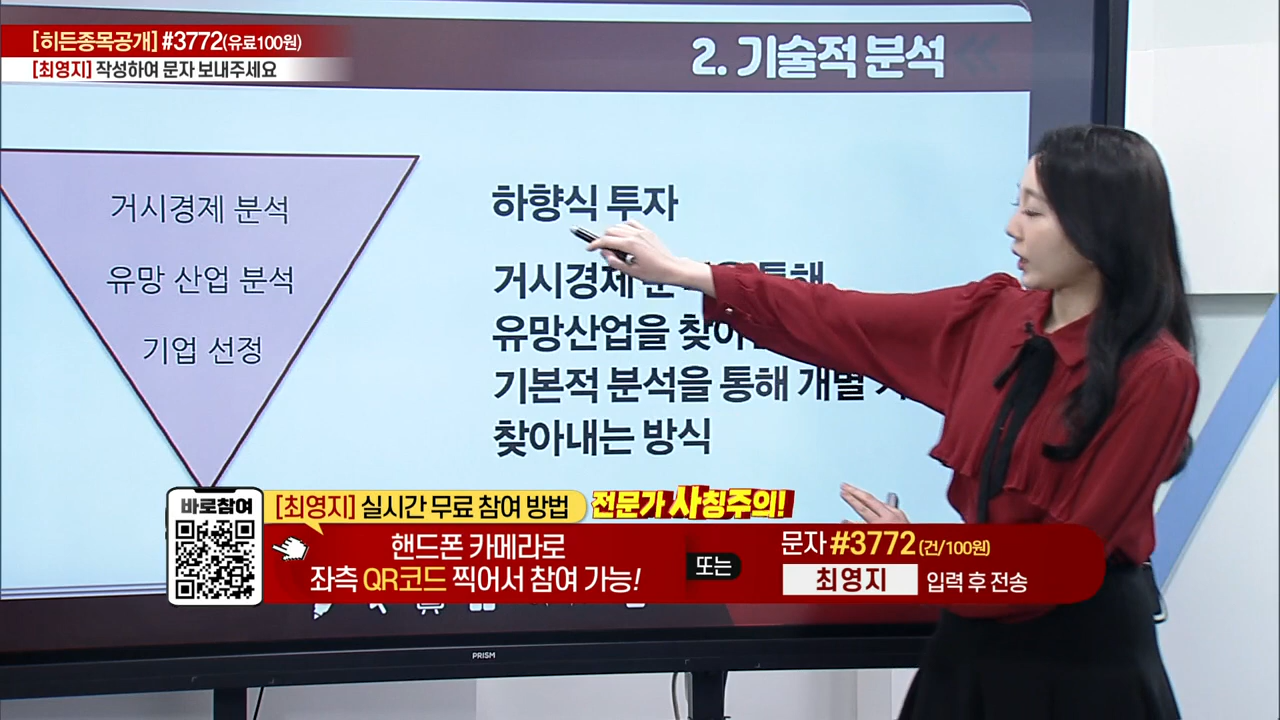 [히든종목공개] #3772(유료100원)
[최영지] 작성하여 문자 보내주세요
2. 기술적 분석
거시경제 분석
유망 산업 분석
기업 선정
하향식 투자
거시경제 통해
유망산업을
기본적 분석을 통해 개별
찾아내는 방식
바로참여
[최영지] 실시간 무료 참여 방법
전문가 사칭주의!
핸드폰 카메라로
좌측 QR코드 찍어서 참여 가능!
또는
문자 #3772 (건/100원)
최영지 입력 후 전송
PRISM